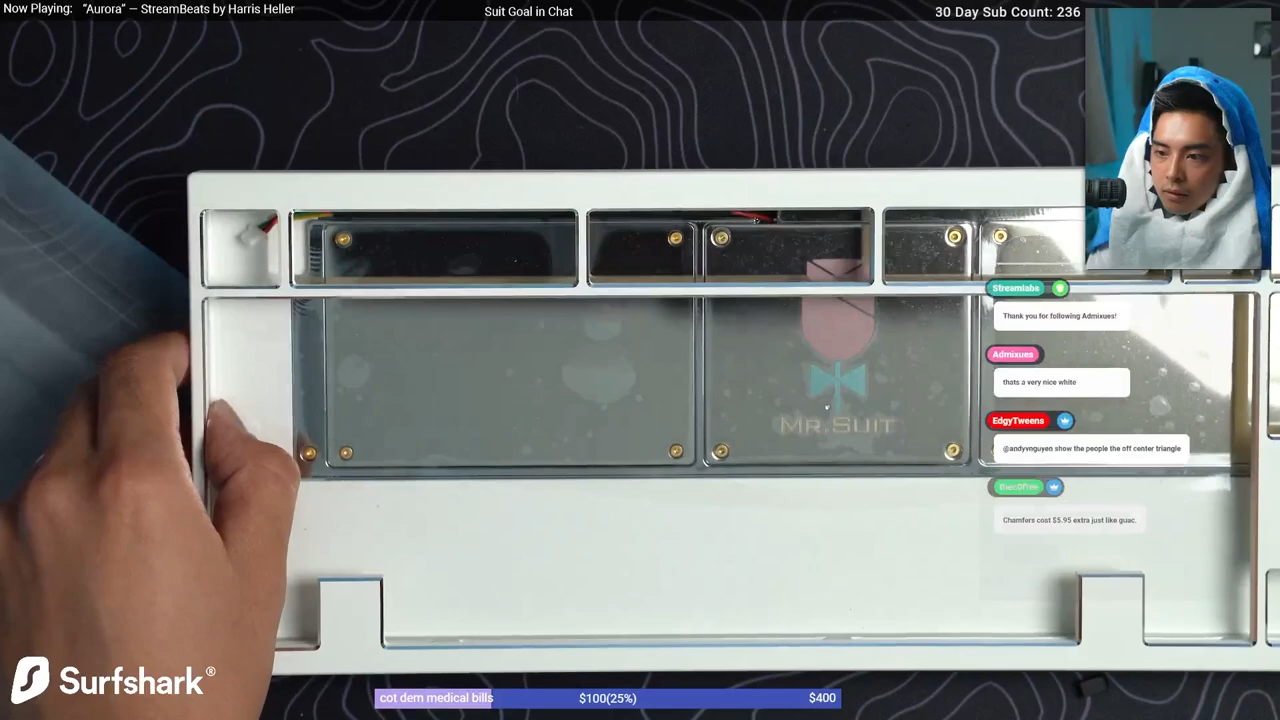 Now Playing: "Aurora" — StreamBeats by Harris Heller
Suit Goal in Chat
30 Day Sub Count: 236
Streamlabs
Thank you for following Admixues!
Admixues
thats a very nice white
EdgyTweens
@andyvnguyen show the people the off center triangle
Chamfers cost $5.95 extra just like guac.
MR.SUIT
Surfshark®
cot dem medical bills
$100(25%)
$400